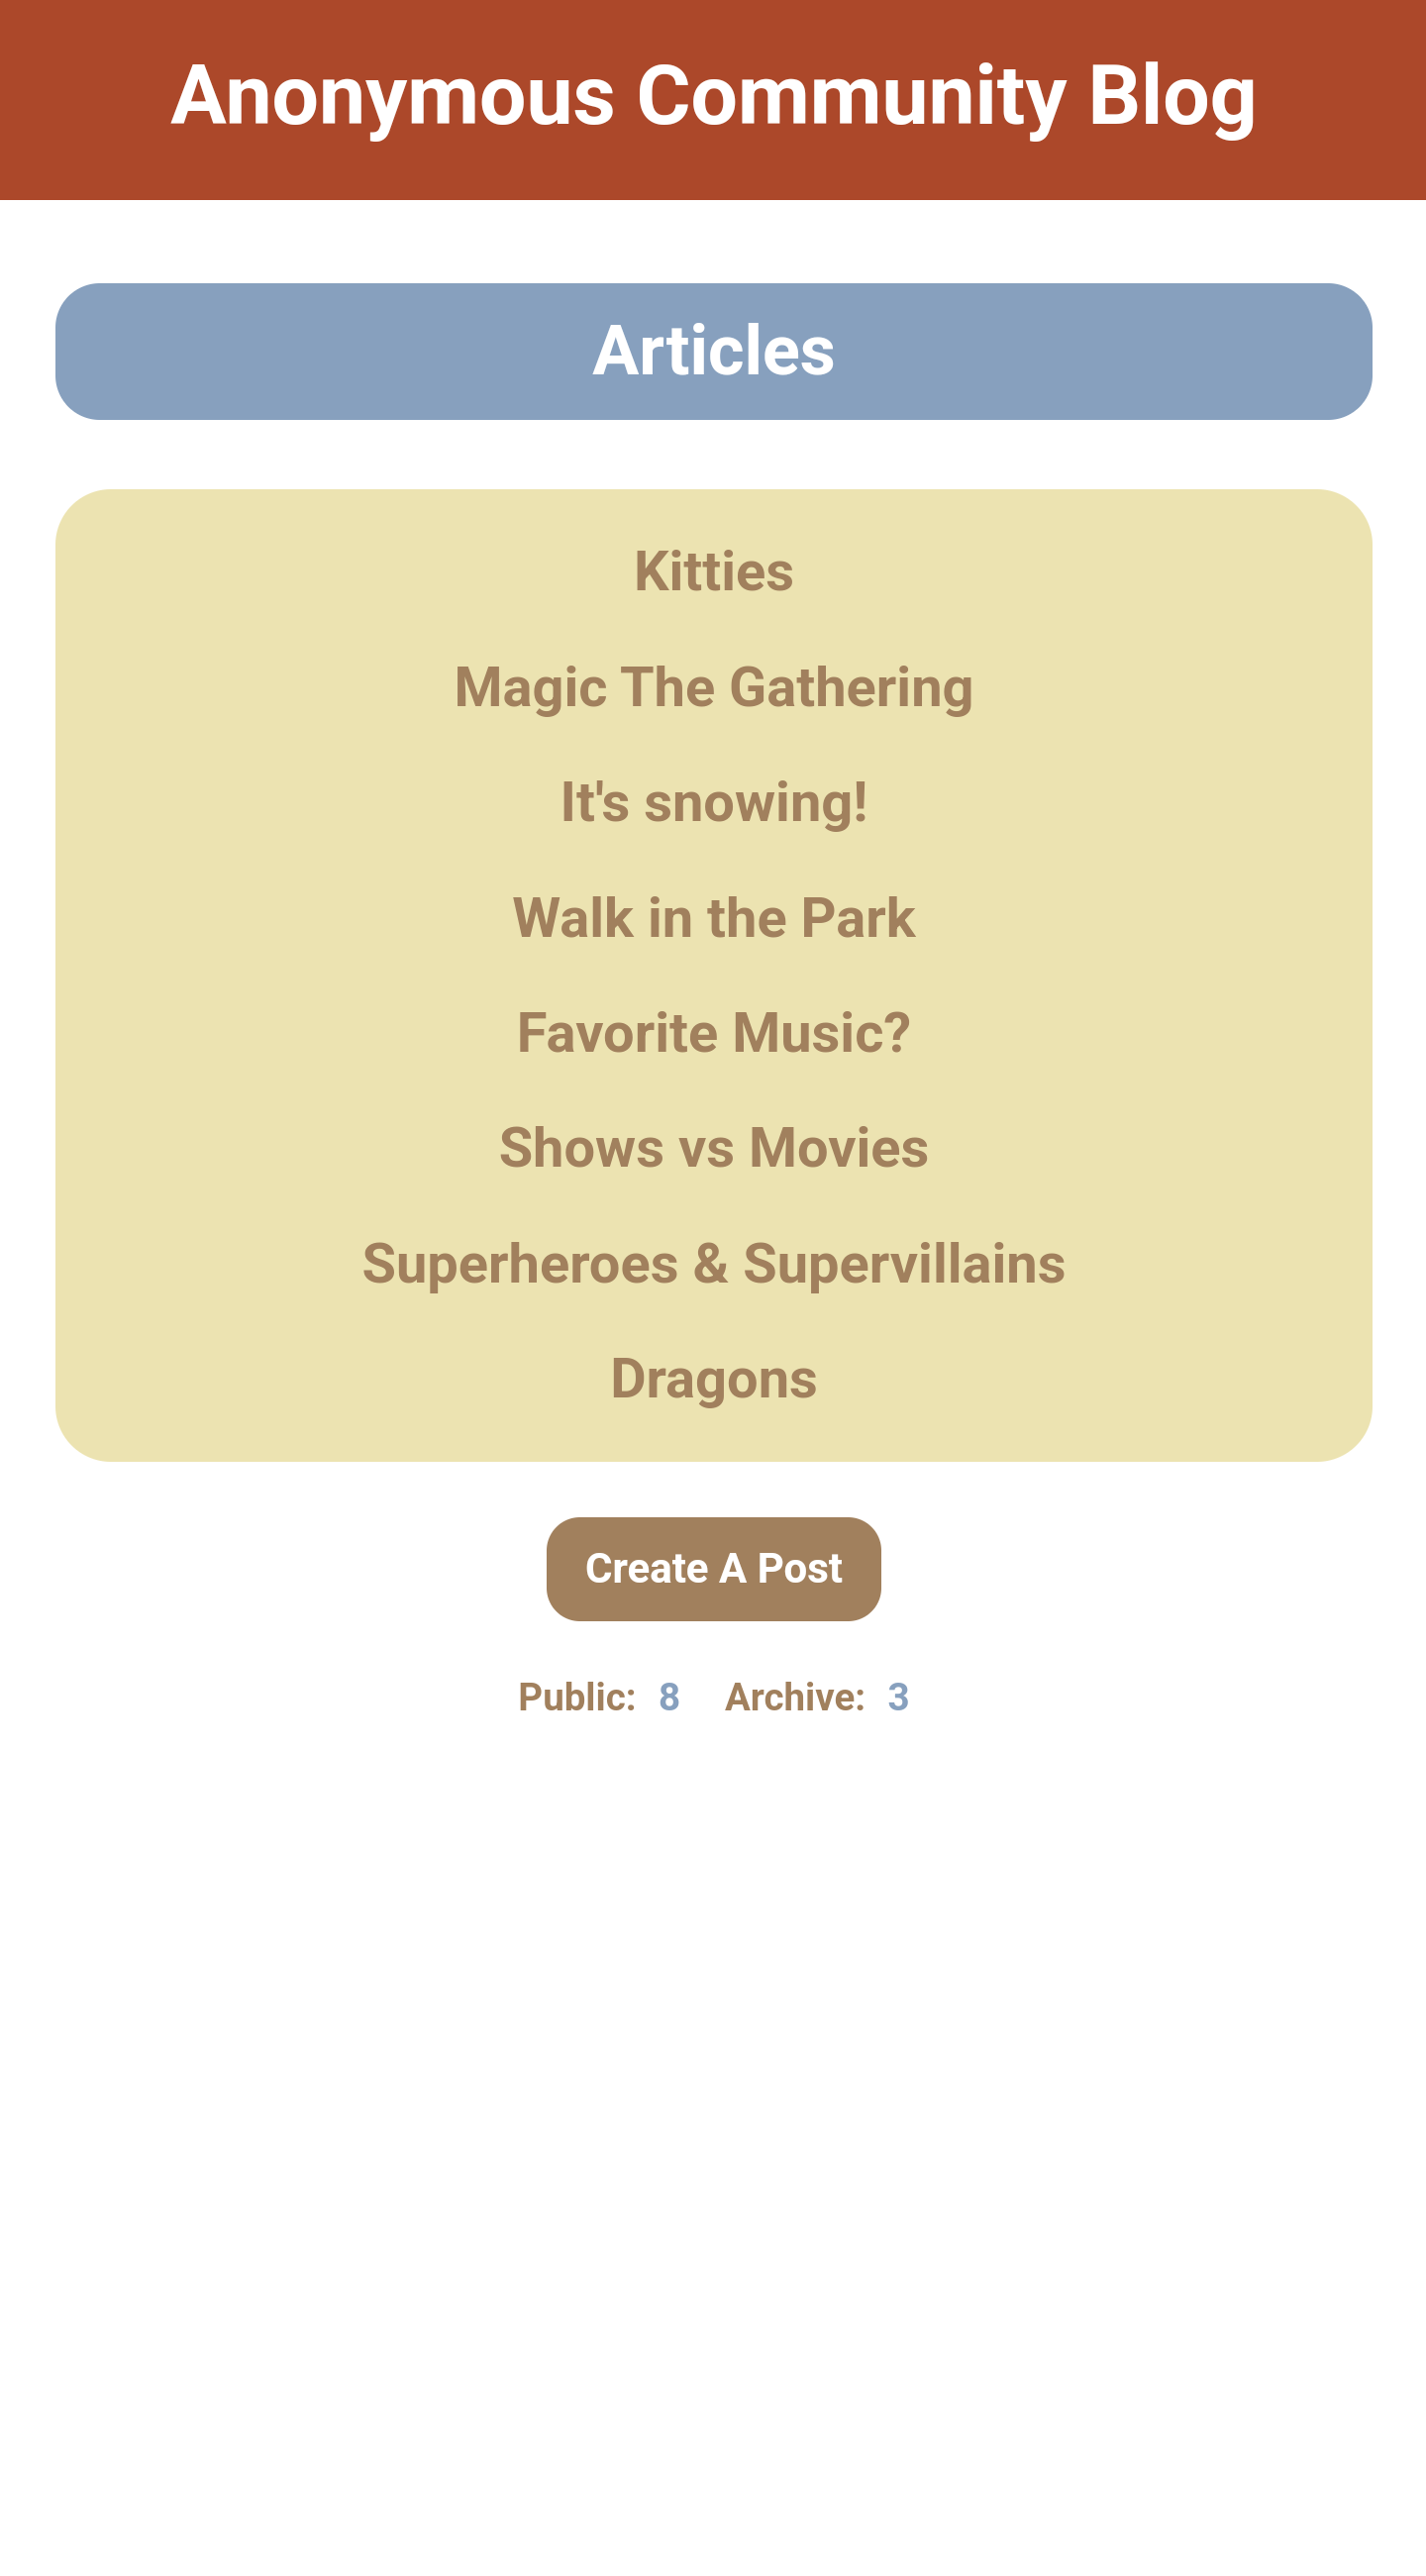 Anonymous Community Blog
Articles
Kitties
Magic The Gathering
It's snowing!
Walk in the Park
Favorite Music?
Shows vs Movies
Superheroes & Supervillains
Dragons
Create A Post
Public: 8 Archive: 3